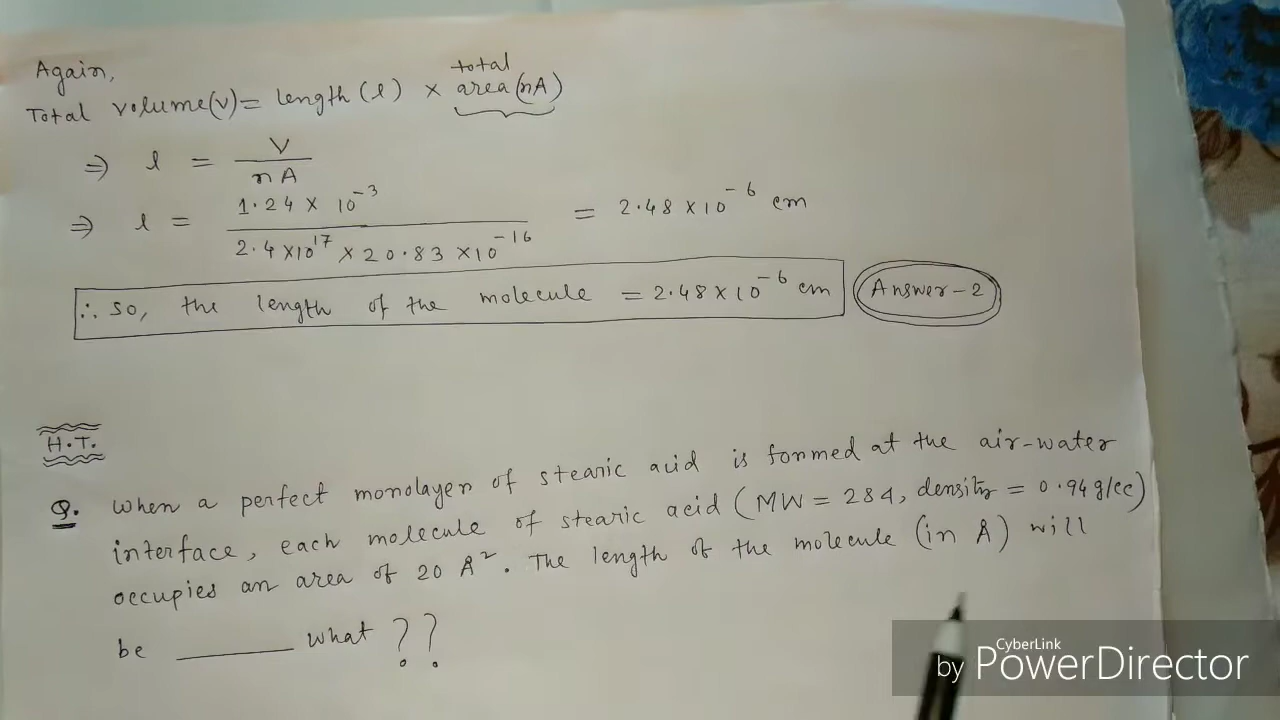 Again,
Total volume(v) = length (l) × total area (nA)
⇒ l = V / nA
⇒ l = 1.24 × 10⁻³ / 2.4×10¹⁷ × 20.83 ×10⁻¹⁶ = 2.48 ×10⁻⁶ cm
∴ so, the length of the molecule = 2.48×10⁻⁶ cm Answer-2
H.T.
Q. When a perfect monolayer of stearic acid is formed at the air-water
interface, each molecule of stearic acid (MW = 284, density = 0.94 g/cc)
occupies an area of 20 Å². The length of the molecule (in Å) will
be ______ what ??
CyberLink
by PowerDirector